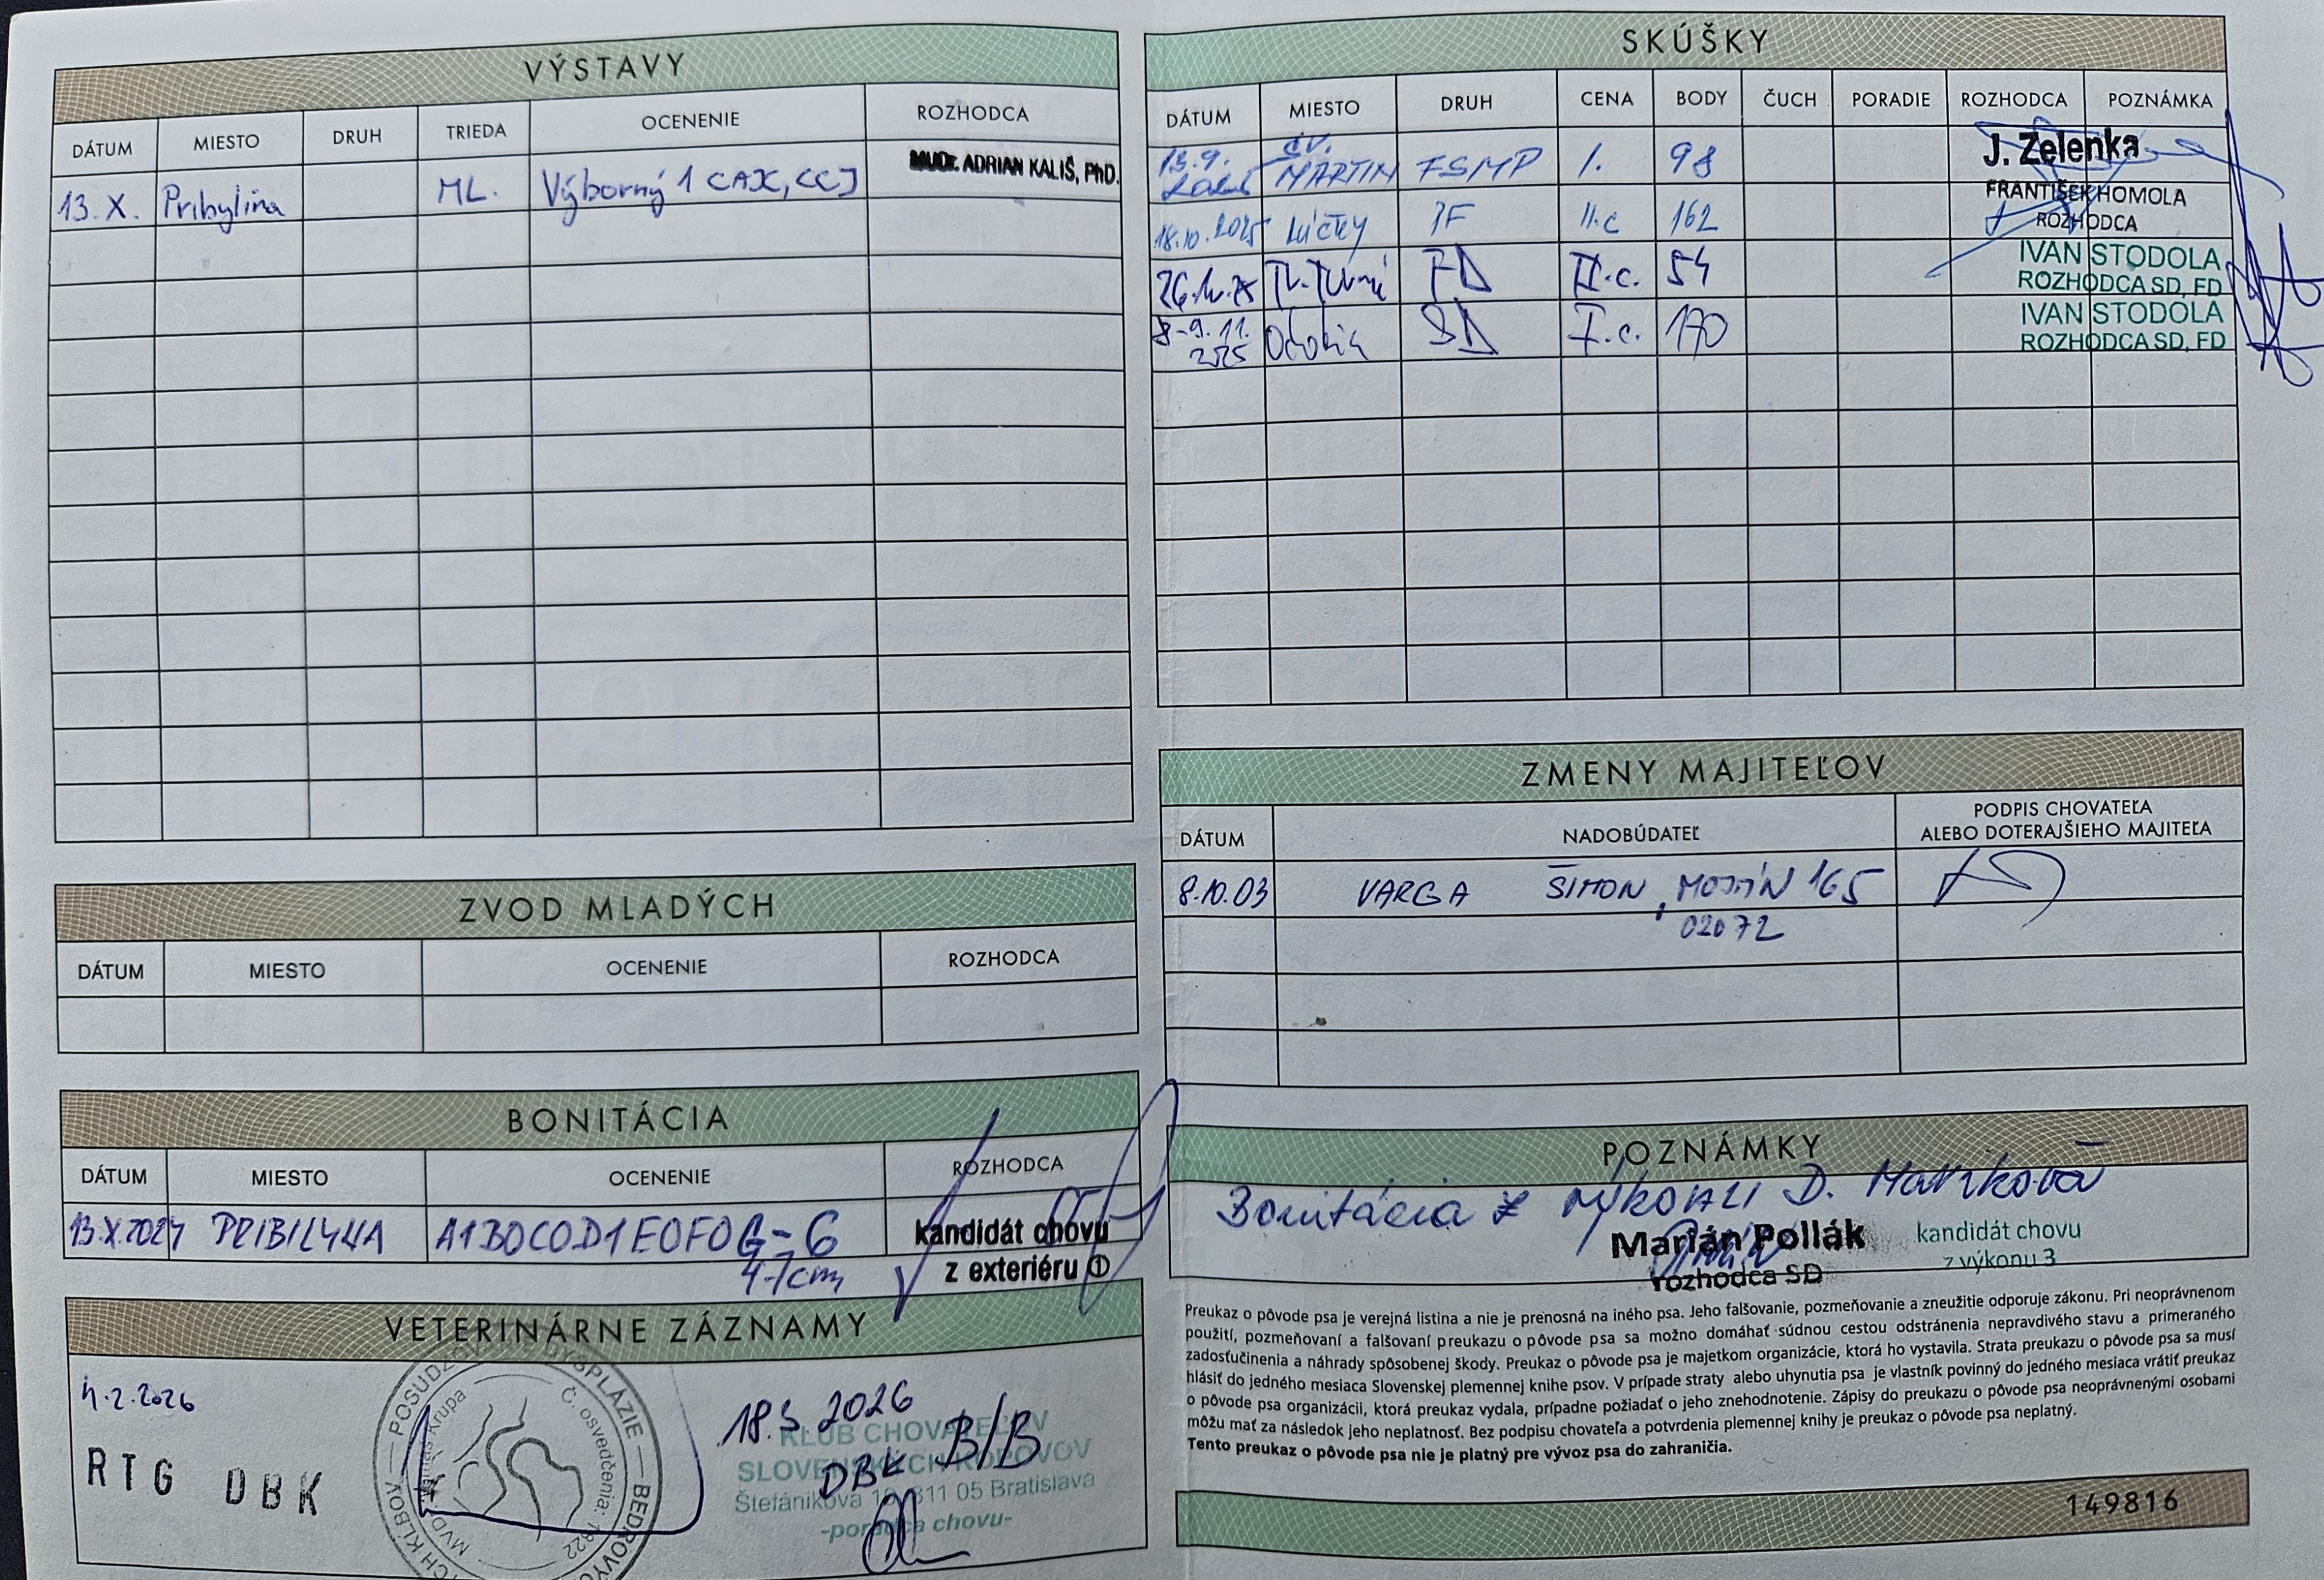 VÝSTAVY
DÁTUM MIESTO DRUH TRIEDA OCENENIE ROZHODCA
13.X. Pribylina ML. Výborný 1 CAJC, CCJ MUDr. ADRIAN KALIŠ, PhD.
ZVOD MLADÝCH
DÁTUM MIESTO OCENENIE ROZHODCA
BONITÁCIA
DÁTUM MIESTO OCENENIE ROZHODCA
13.X.2024 PRIBILYNA A1B0C0D1E0F0G-6 kandidát chovu
47cm z exteriéru 1
VETERINÁRNE ZÁZNAMY
4.2.2026
RTG DBK
POSUDZOVANIE DYSPLÁZIE — BEDROVÝCH KĹBOV
Krupa
Č. osvedčenia: 1822
18.3.2026
DBK B/B
KLUB CHOVATEĽOV
SLOVENSKÝCH KOPOVOV
Štefánikova 10, 811 05 Bratislava
-poradca chovu-
SKÚŠKY
DÁTUM MIESTO DRUH CENA BODY ČUCH PORADIE ROZHODCA POZNÁMKA
13.9. MARTIN FSMP I. 98 J. Zelenka
18.10.2025 Lúčky II.c 162 FRANTIŠEK HOMOLA
ROZHODCA
FD II.c. 54 IVAN STODOLA
ROZHODCA SD, FD
8-9.11. SD I.c. 170 IVAN STODOLA
2025 ROZHODCA SD, FD
ZMENY MAJITEĽOV
DÁTUM NADOBÚDATEĽ PODPIS CHOVATEĽA
ALEBO DOTERAJŠIEHO MAJITEĽA
8.10.03 VARGA ŠIMON, MOJTÍN 165
02072
POZNÁMKY
Bonitácia z výkonu D.
Marián Pollák
rozhodca SD
kandidát chovu
z výkonu 3
Preukaz o pôvode psa je verejná listina a nie je prenosná na iného psa. Jeho falšovanie, pozmeňovanie a zneužitie odporuje zákonu. Pri neoprávnenom
použití, pozmeňovaní a falšovaní preukazu o pôvode psa sa možno domáhať súdnou cestou odstránenia nepravdivého stavu a primeraného
zadosťučinenia a náhrady spôsobenej škody. Preukaz o pôvode psa je majetkom organizácie, ktorá ho vystavila. Strata preukazu o pôvode psa sa musí
hlásiť do jedného mesiaca Slovenskej plemennej knihe psov. V prípade straty alebo uhynutia psa je vlastník povinný do jedného mesiaca vrátiť preukaz
o pôvode psa organizácii, ktorá preukaz vydala, prípadne požiadať o jeho znehodnotenie. Zápisy do preukazu o pôvode psa neoprávnenými osobami
môžu mať za následok jeho neplatnosť. Bez podpisu chovateľa a potvrdenia plemennej knihy je preukaz o pôvode psa neplatný.
Tento preukaz o pôvode psa nie je platný pre vývoz psa do zahraničia.
149816